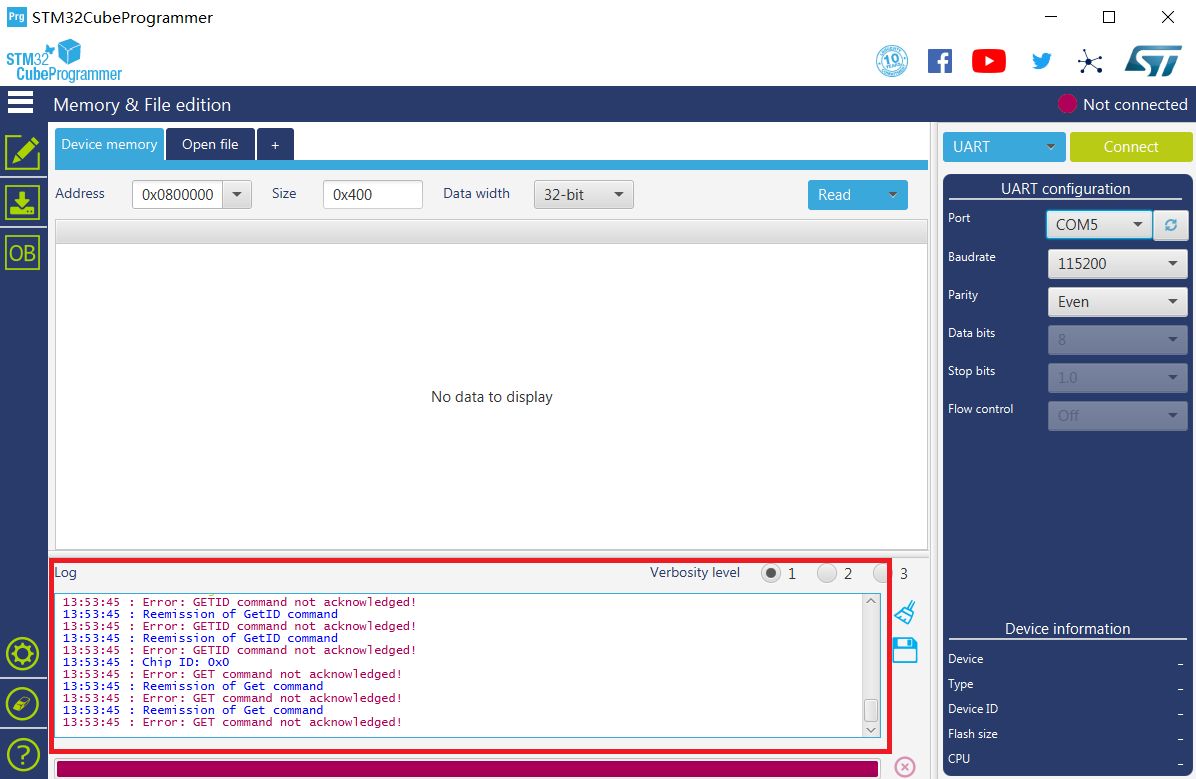 Prg STM32CubeProgrammer
STM32
CubeProgrammer
10
YEARS
ST
Memory & File edition
Not connected
Device memory
Open file
+
UART
Connect
Address
0x0800000
Size
0x400
Data width
32-bit
Read
UART configuration
Port
COM5
Baudrate
115200
Parity
Even
Data bits
8
Stop bits
1.0
Flow control
Off
OB
No data to display
Log
Verbosity level
1
2
3
13:53:45 : Error: GETID command not acknowledged!
13:53:45 : Reemission of GetID command
13:53:45 : Error: GETID command not acknowledged!
13:53:45 : Reemission of GetID command
13:53:45 : Error: GETID command not acknowledged!
13:53:45 : Chip ID: 0x0
13:53:45 : Error: GET command not acknowledged!
13:53:45 : Reemission of Get command
13:53:45 : Error: GET command not acknowledged!
13:53:45 : Reemission of Get command
13:53:45 : Error: GET command not acknowledged!
Device information
Device –
Type –
Device ID –
Flash size –
CPU –
?